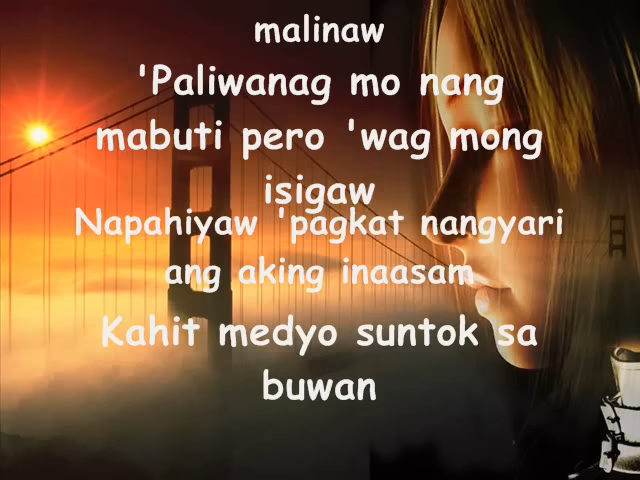 malinaw
'Paliwanag mo nang
mabuti pero 'wag mong
isigaw
Napahiyaw 'pagkat nangyari
ang aking inaasam
Kahit medyo suntok sa
buwan